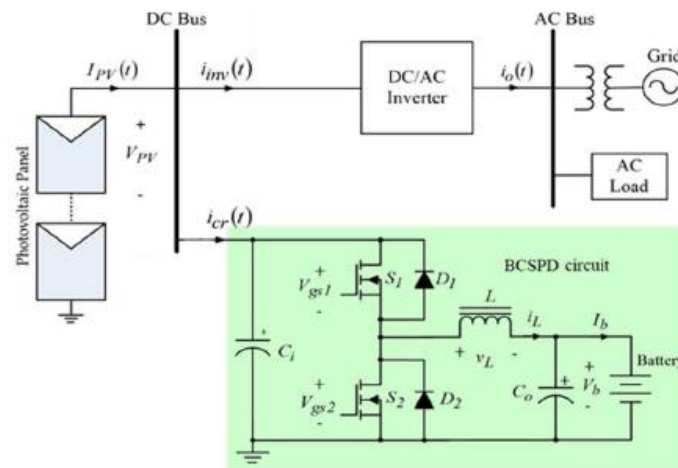 DC Bus
AC Bus
I_PV(t)
i_inv(t)
DC/AC
Inverter
i_o(t)
Grid
Photovoltaic Panel
+
V_PV
-
AC
Load
i_cr(t)
BCSPD circuit
+
V_gs1
-
S_1
D_1
L
i_L
I_b
+
C_i
+ v_L -
Battery
+
V_gs2
-
S_2
D_2
C_o
+
+
V_b
-